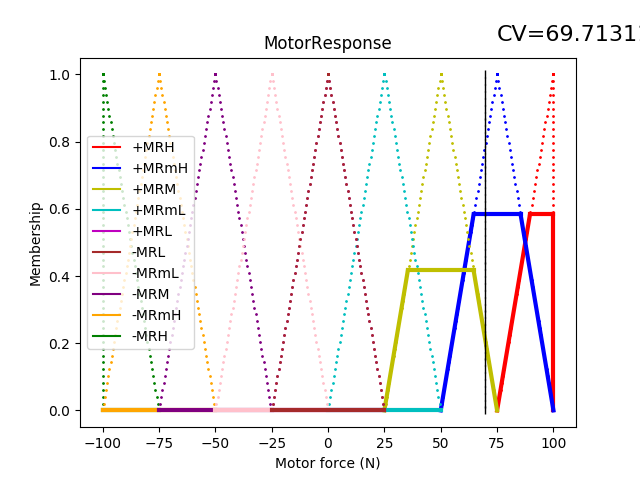 CV=69.7131
MotorResponse
Membership
1.0
0.8
0.6
0.4
0.2
0.0
+MRH
+MRmH
+MRM
+MRmL
+MRL
-MRL
-MRmL
-MRM
-MRmH
-MRH
−100 −75 −50 −25 0 25 50 75 100
Motor force (N)